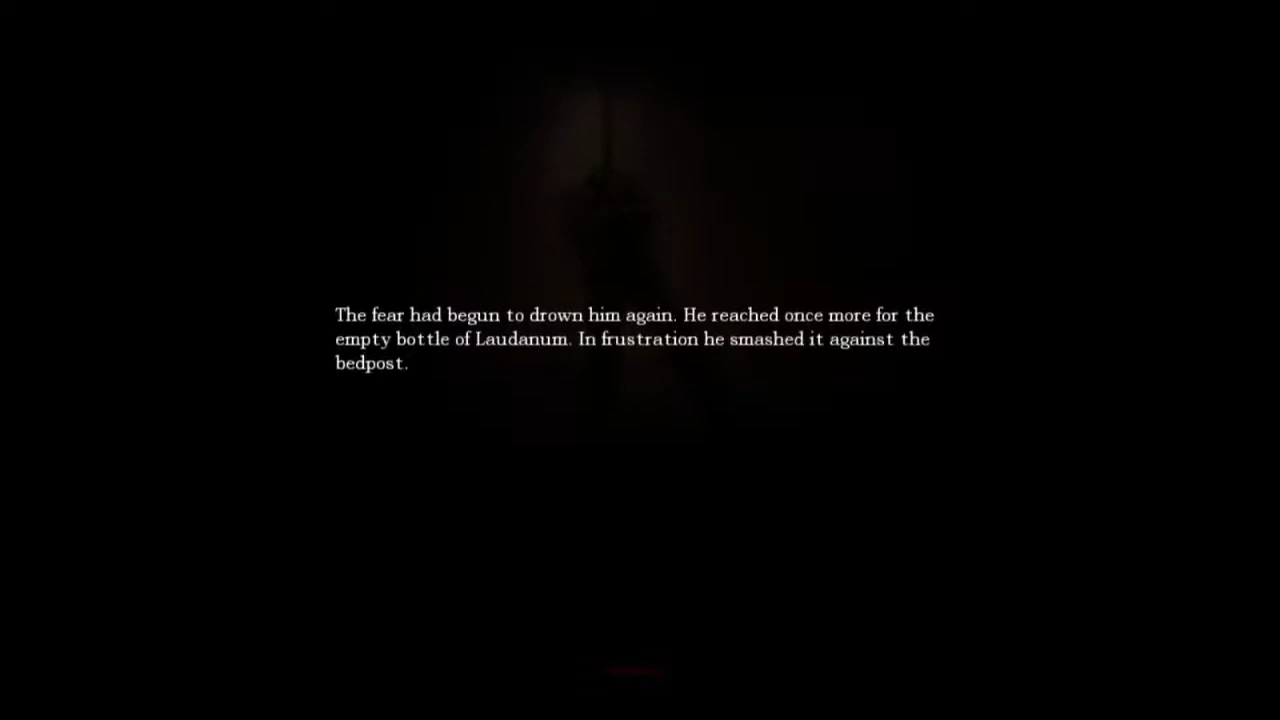 The fear had begun to drown him again. He reached once more for the
empty bottle of Laudanum. In frustration he smashed it against the
bedpost.